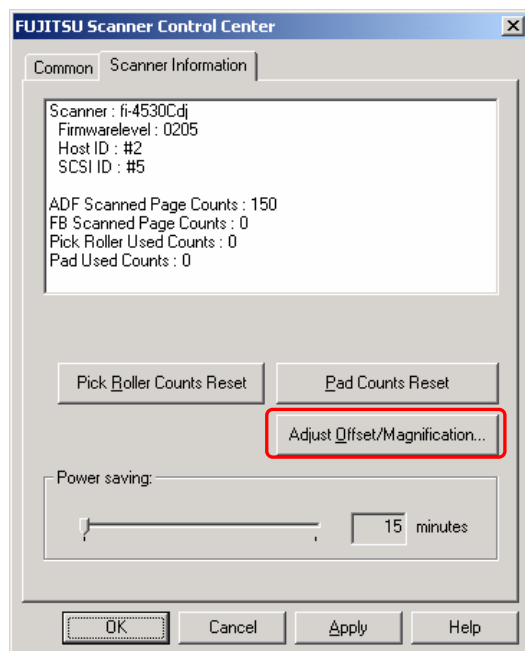 FUJITSU Scanner Control Center
Common Scanner Information
Scanner : fi-4530Cdj
Firmwarelevel : 0205
Host ID : #2
SCSI ID : #5
ADF Scanned Page Counts : 150
FB Scanned Page Counts : 0
Pick Roller Used Counts : 0
Pad Used Counts : 0
Pick Roller Counts Reset Pad Counts Reset
Adjust Offset/Magnification...
Power saving:
15 minutes
OK Cancel Apply Help